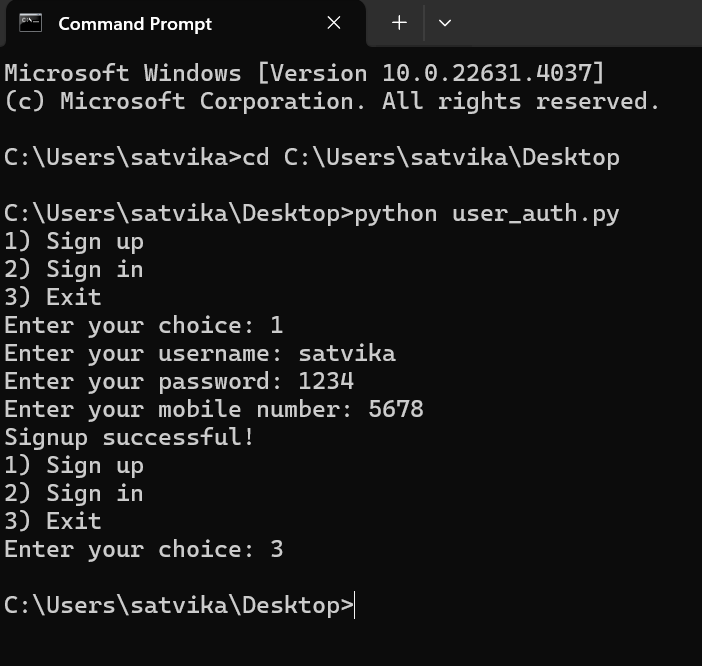 Command Prompt
Microsoft Windows [Version 10.0.22631.4037]
(c) Microsoft Corporation. All rights reserved.
C:\Users\satvika>cd C:\Users\satvika\Desktop
C:\Users\satvika\Desktop>python user_auth.py
1) Sign up
2) Sign in
3) Exit
Enter your choice: 1
Enter your username: satvika
Enter your password: 1234
Enter your mobile number: 5678
Signup successful!
1) Sign up
2) Sign in
3) Exit
Enter your choice: 3
C:\Users\satvika\Desktop>